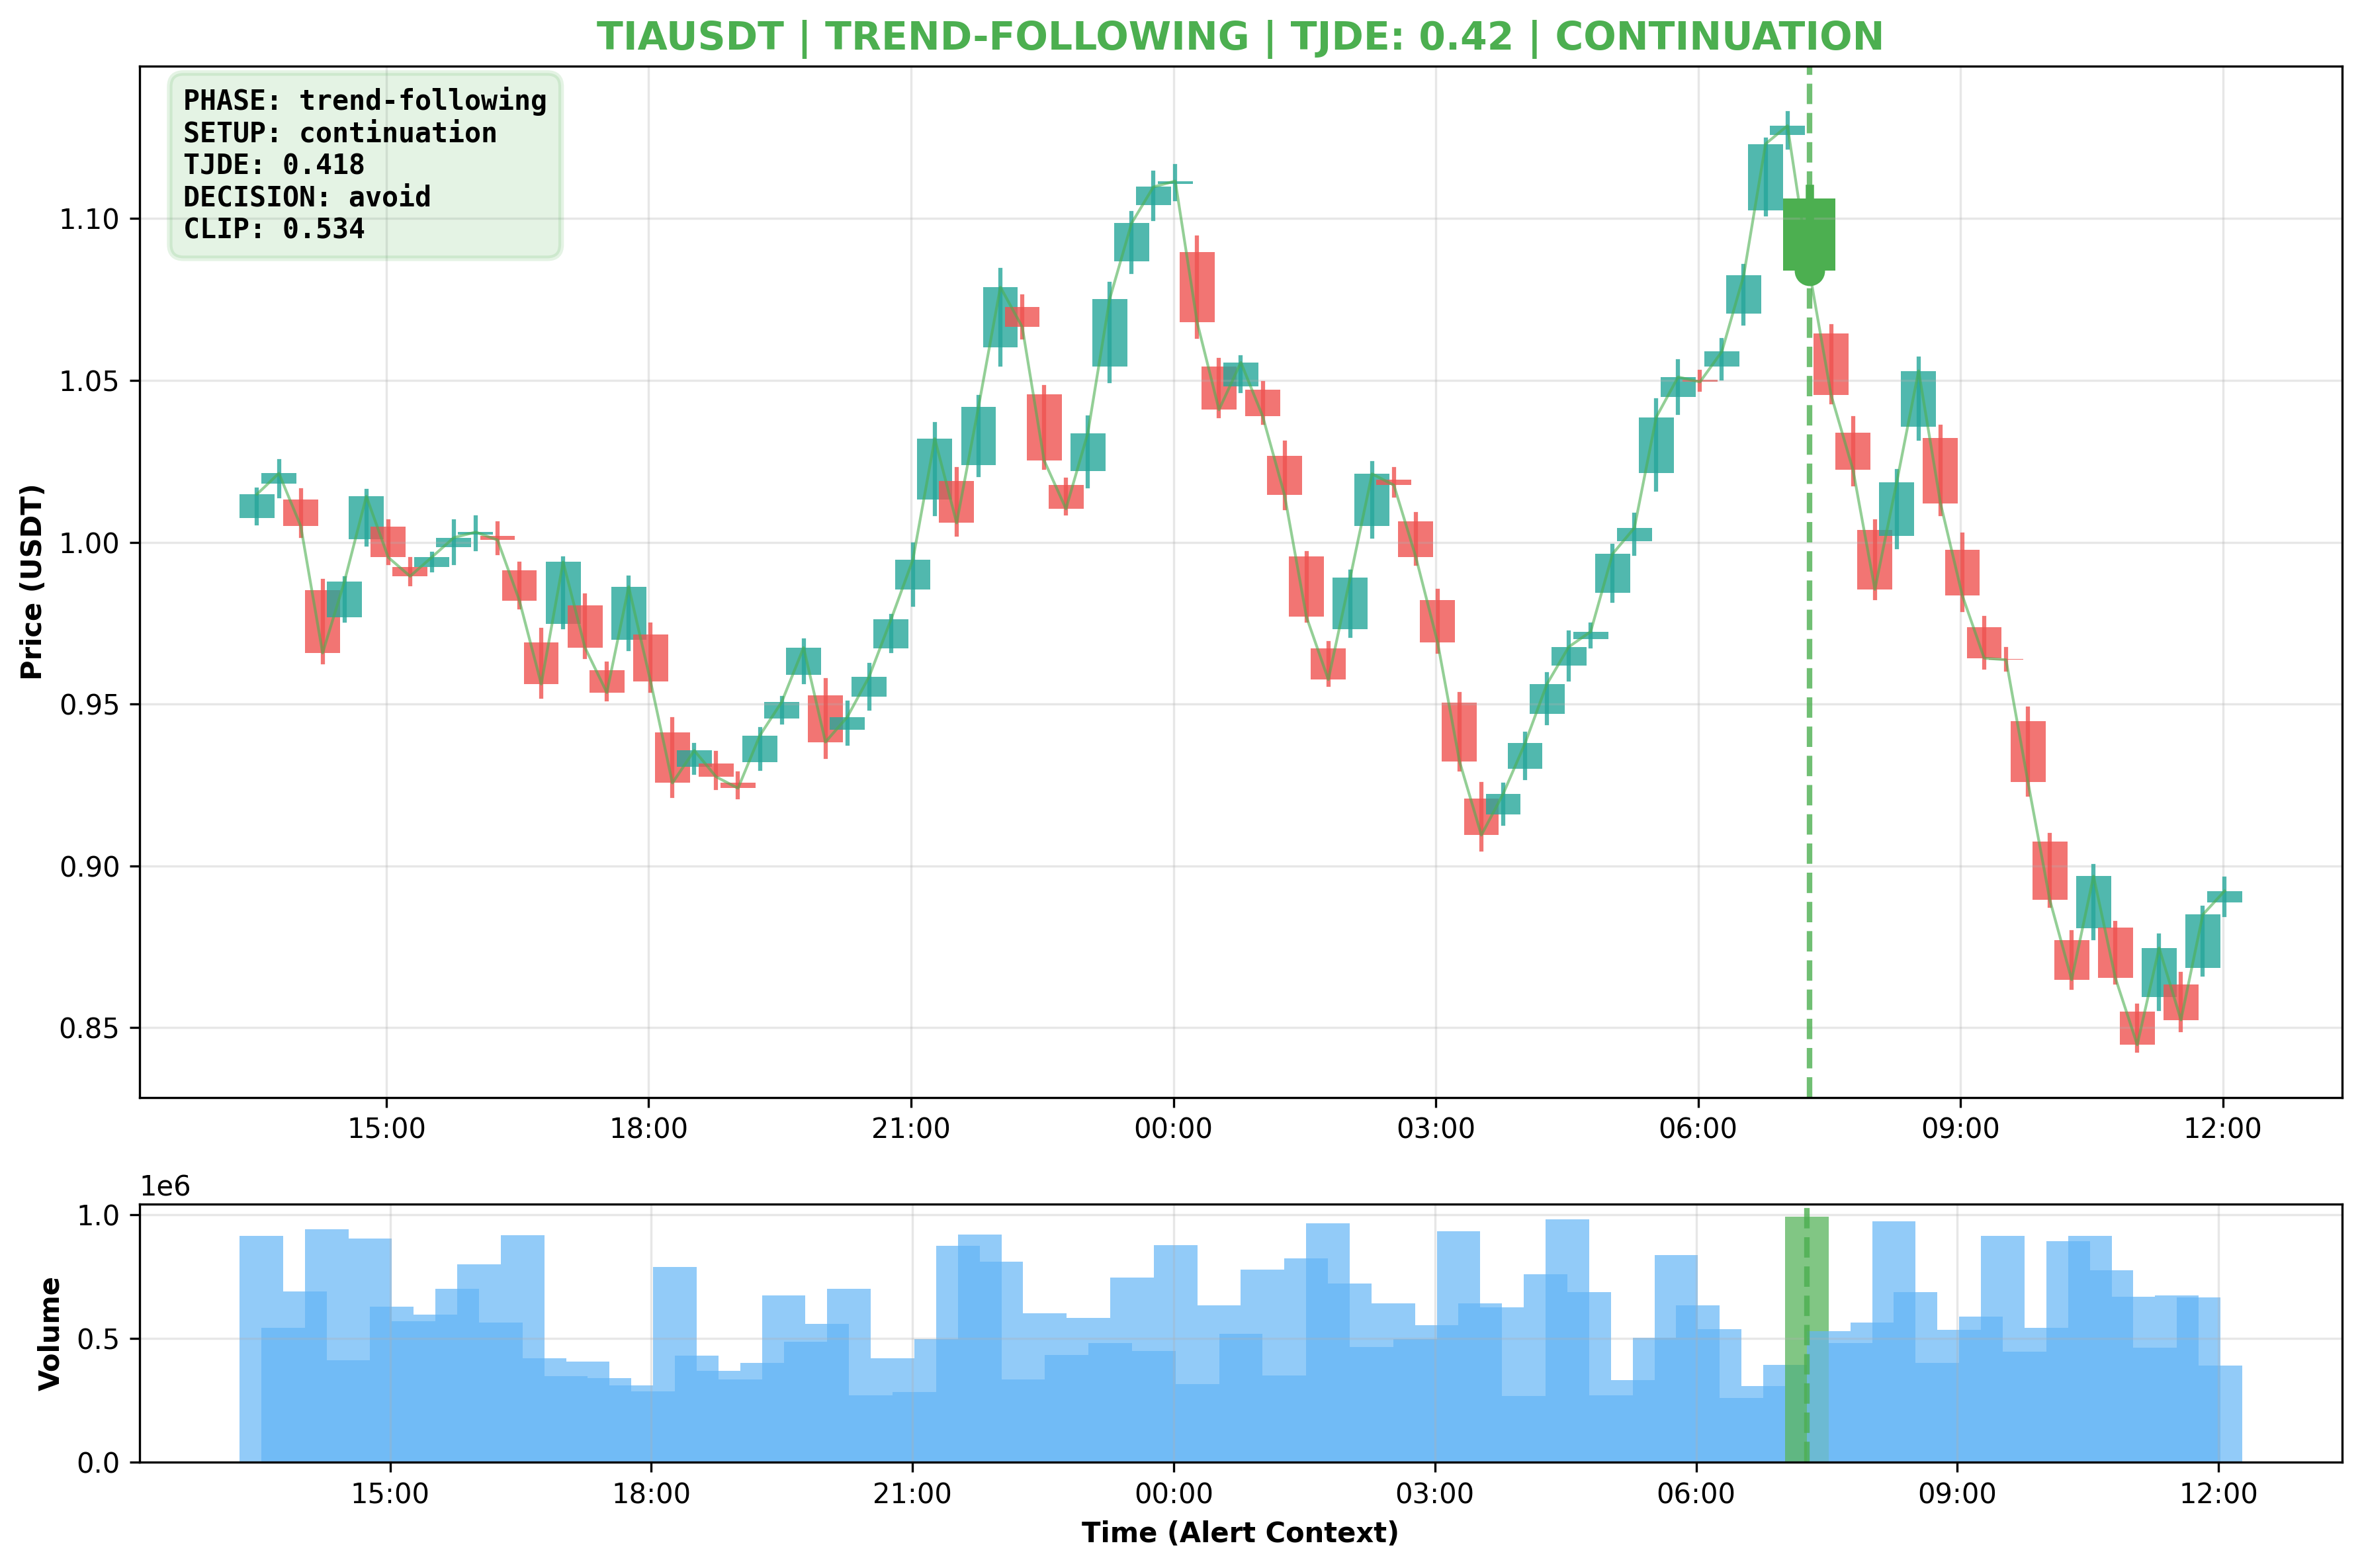 TIAUSDT | TREND-FOLLOWING | TJDE: 0.42 | CONTINUATION
PHASE: trend-following
SETUP: continuation
TJDE: 0.418
DECISION: avoid
CLIP: 0.534
Price (USDT)
1.10
1.05
1.00
0.95
0.90
0.85
15:00 18:00 21:00 00:00 03:00 06:00 09:00 12:00
1e6
Volume
1.0
0.5
0.0
15:00 18:00 21:00 00:00 03:00 06:00 09:00 12:00
Time (Alert Context)